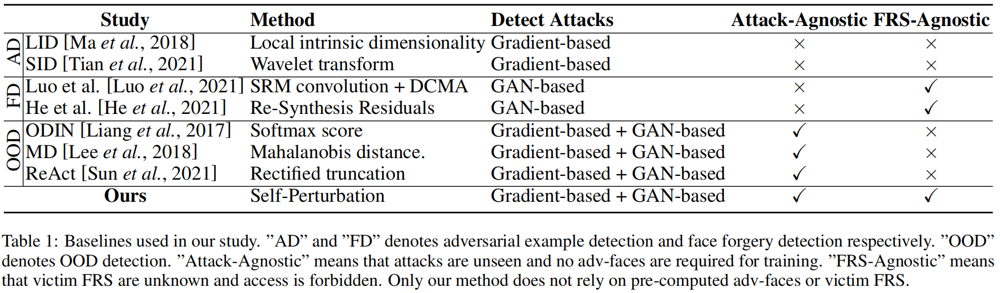 Study Method Detect Attacks Attack-Agnostic FRS-Agnostic
AD
LID [Ma et al., 2018] Local intrinsic dimensionality Gradient-based × ×
SID [Tian et al., 2021] Wavelet transform Gradient-based × ×
FD
Luo et al. [Luo et al., 2021] SRM convolution + DCMA GAN-based × ✓
He et al. [He et al., 2021] Re-Synthesis Residuals GAN-based × ✓
OOD
ODIN [Liang et al., 2017] Softmax score Gradient-based + GAN-based ✓ ×
MD [Lee et al., 2018] Mahalanobis distance. Gradient-based + GAN-based ✓ ×
ReAct [Sun et al., 2021] Rectified truncation Gradient-based + GAN-based ✓ ×
Ours Self-Perturbation Gradient-based + GAN-based ✓ ✓
Table 1: Baselines used in our study. ”AD” and ”FD” denotes adversarial example detection and face forgery detection respectively. ”OOD”
denotes OOD detection. ”Attack-Agnostic” means that attacks are unseen and no adv-faces are required for training. ”FRS-Agnostic” means
that victim FRS are unknown and access is forbidden. Only our method does not rely on pre-computed adv-faces or victim FRS.